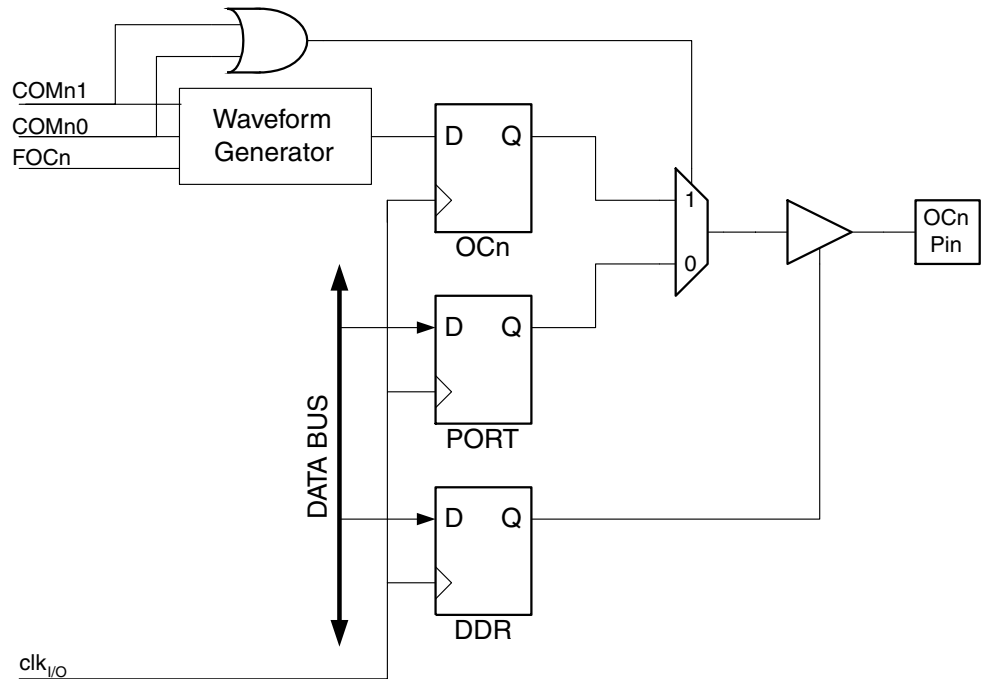 COMn1
COMn0
FOCn
Waveform
Generator
D Q
OCn
1
0
OCn
Pin
D Q
PORT
DATA BUS
D Q
DDR
clkI/O